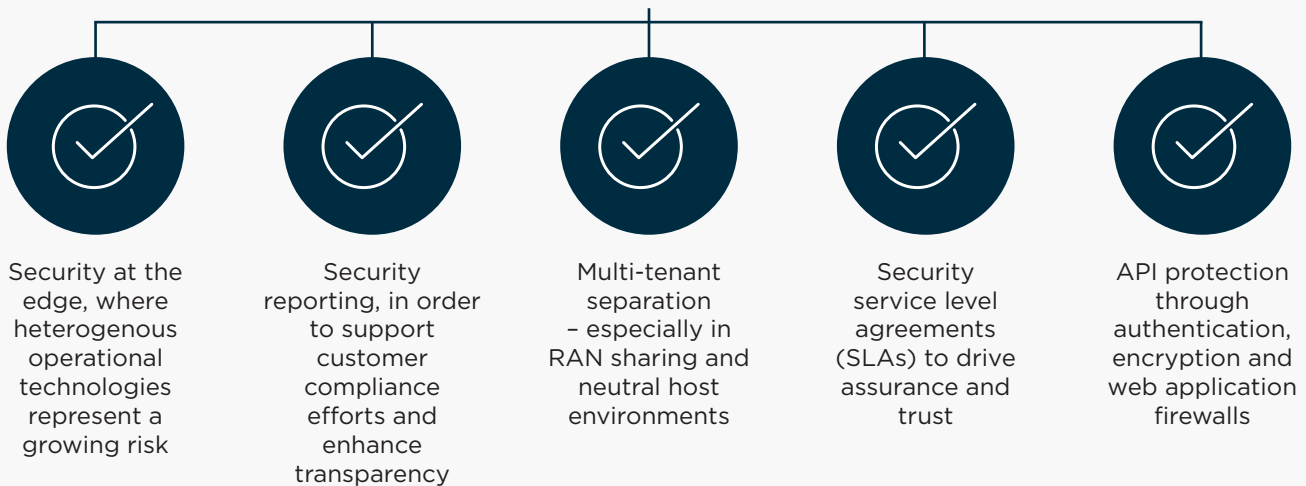 Security at the
edge, where
heterogenous
operational
technologies
represent a
growing risk
Security
reporting, in order
to support
customer
compliance
efforts and
enhance
transparency
Multi-tenant
separation
– especially in
RAN sharing and
neutral host
environments
Security
service level
agreements
(SLAs) to drive
assurance and
trust
API protection
through
authentication,
encryption and
web application
firewalls